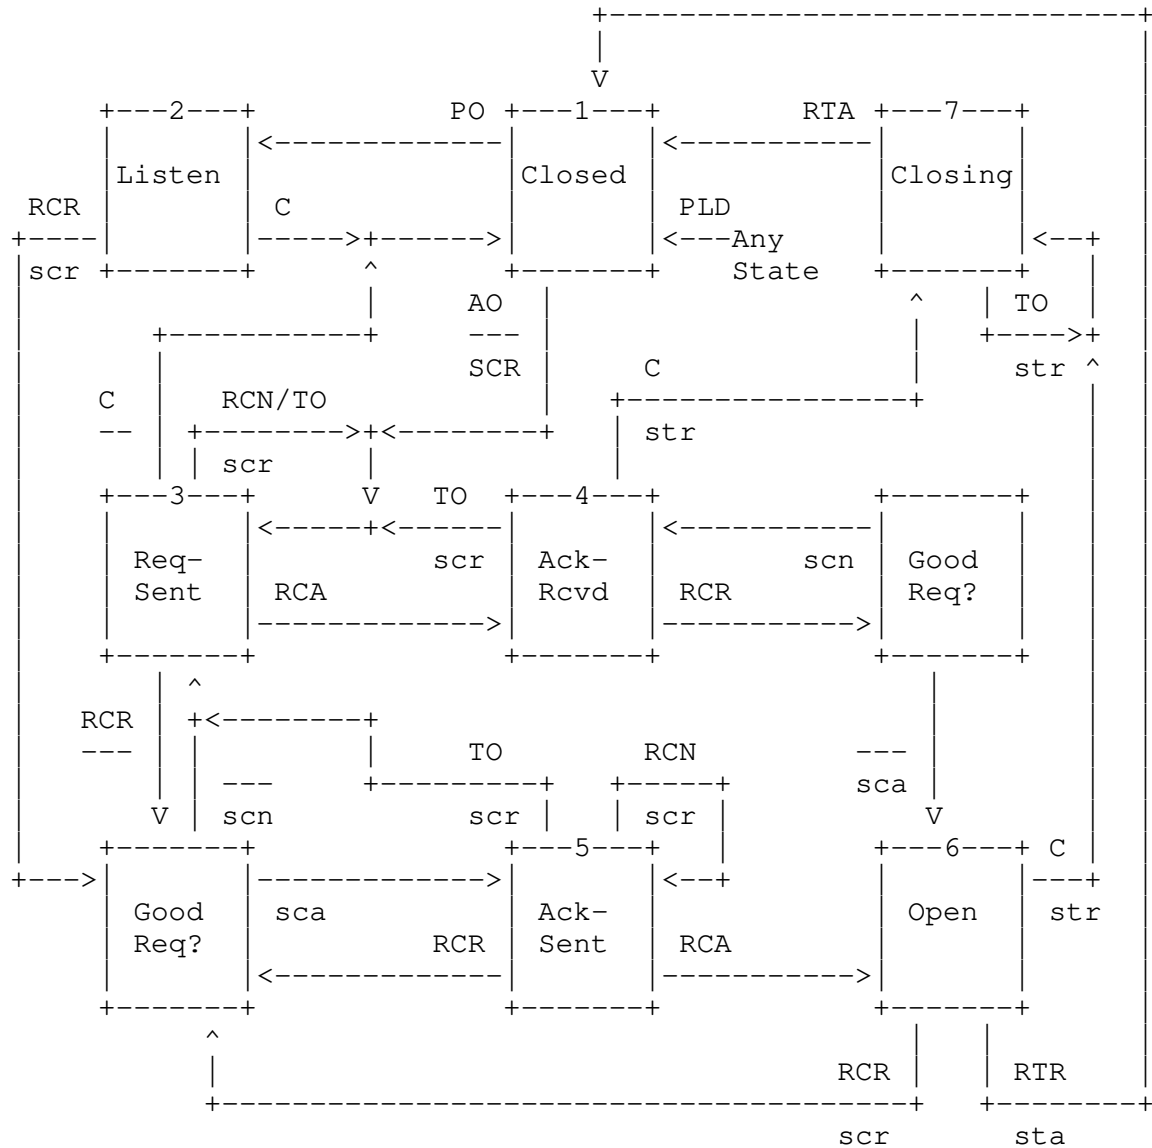 2 PO 1 RTA 7
Listen Closed Closing
RCR C PLD
Any
scr State
AO TO
SCR C str
C RCN/TO
str
scr
3 TO 4
Req- scr Ack- scn Good
Sent RCA Rcvd RCR Req?
RCR
TO RCN
sca
scn scr scr
5 6 C
Good sca Ack- Open str
Req? RCR Sent RCA
RCR RTR
scr sta